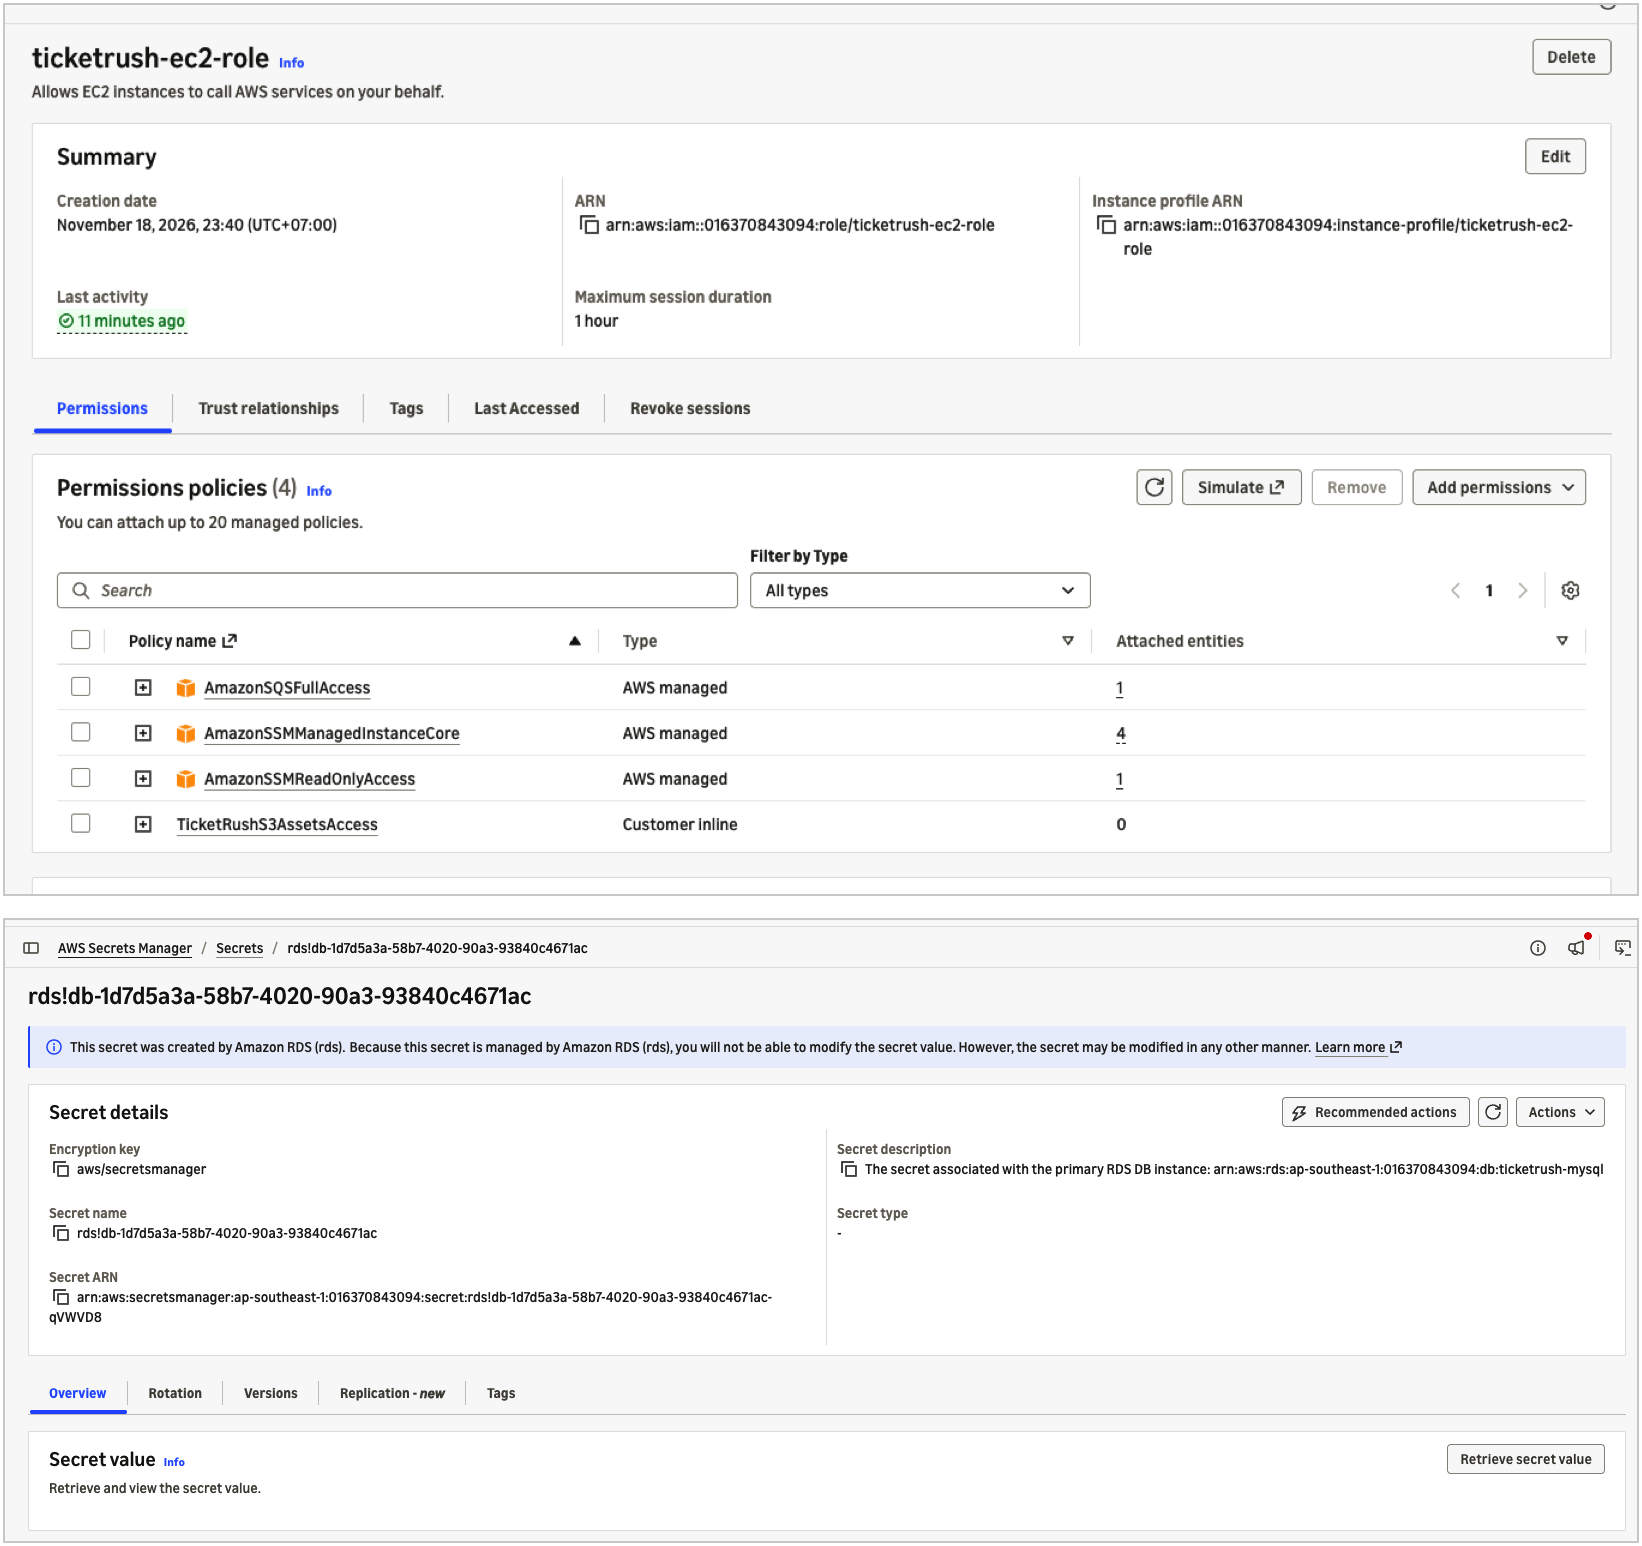 ticketrush-ec2-role Info
Delete
Allows EC2 instances to call AWS services on your behalf.
Summary
Edit
Creation date
November 18, 2026, 23:40 (UTC+07:00)
ARN
arn:aws:iam::016370843094:role/ticketrush-ec2-role
Instance profile ARN
arn:aws:iam::016370843094:instance-profile/ticketrush-ec2-
role
Last activity
11 minutes ago
Maximum session duration
1 hour
Permissions
Trust relationships
Tags
Last Accessed
Revoke sessions
Permissions policies (4) Info
Simulate
Remove
Add permissions
You can attach up to 20 managed policies.
Filter by Type
Search
All types
1
Policy name
Type
Attached entities
AmazonSQSFullAccess
AWS managed
1
AmazonSSMManagedInstanceCore
AWS managed
4
AmazonSSMReadOnlyAccess
AWS managed
1
TicketRushS3AssetsAccess
Customer inline
0
AWS Secrets Manager / Secrets / rds!db-1d7d5a3a-58b7-4020-90a3-93840c4671ac
rds!db-1d7d5a3a-58b7-4020-90a3-93840c4671ac
This secret was created by Amazon RDS (rds). Because this secret is managed by Amazon RDS (rds), you will not be able to modify the secret value. However, the secret may be modified in any other manner. Learn more
Secret details
Recommended actions
Actions
Encryption key
aws/secretsmanager
Secret description
The secret associated with the primary RDS DB instance: arn:aws:rds:ap-southeast-1:016370843094:db:ticketrush-mysql
Secret name
rds!db-1d7d5a3a-58b7-4020-90a3-93840c4671ac
Secret type
-
Secret ARN
arn:aws:secretsmanager:ap-southeast-1:016370843094:secret:rds!db-1d7d5a3a-58b7-4020-90a3-93840c4671ac-
qVWVD8
Overview
Rotation
Versions
Replication - new
Tags
Secret value Info
Retrieve secret value
Retrieve and view the secret value.